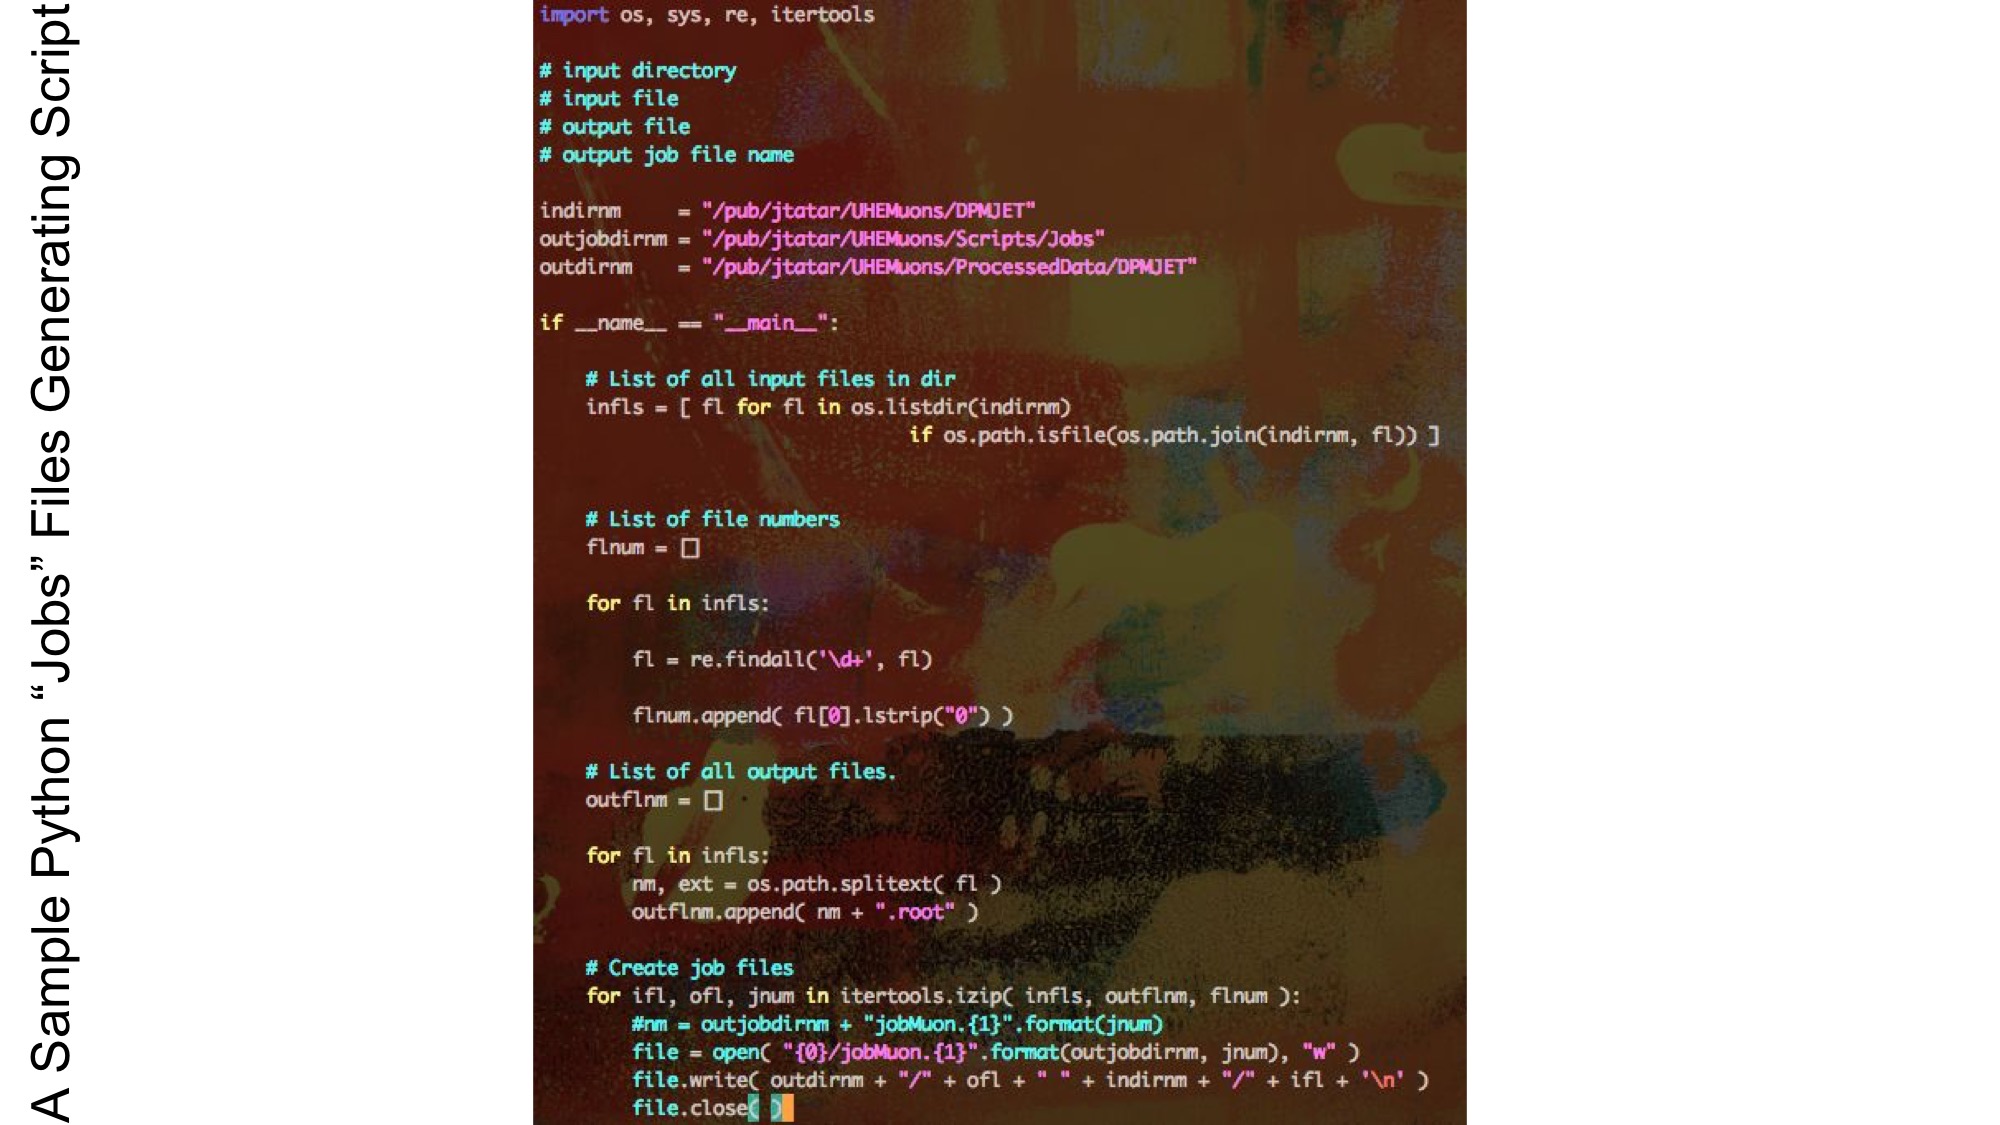 A Sample Python “Jobs” Files Generating Script
import os, sys, re, itertools
# input directory
# input file
# output file
# output job file name
indirnm     = "/pub/jtatar/UHEMuons/DPMJET"
outjobdirnm = "/pub/jtatar/UHEMuons/Scripts/Jobs"
outdirnm    = "/pub/jtatar/UHEMuons/ProcessedData/DPMJET"
if __name__ == "__main__":
    # List of all input files in dir
    infls = [ fl for fl in os.listdir(indirnm)
                                if os.path.isfile(os.path.join(indirnm, fl)) ]
    # List of file numbers
    flnum = []
    for fl in infls:
        fl = re.findall('\d+', fl)
        flnum.append( fl[0].lstrip("0") )
    # List of all output files.
    outflnm = []
    for fl in infls:
        nm, ext = os.path.splitext( fl )
        outflnm.append( nm + ".root" )
    # Create job files
    for ifl, ofl, jnum in itertools.izip( infls, outflnm, flnum ):
        #nm = outjobdirnm + "jobMuon.{1}".format(jnum)
        file = open( "{0}/jobMuon.{1}".format(outjobdirnm, jnum), "w" )
        file.write( outdirnm + "/" + ofl + " " + indirnm + "/" + ifl + '\n' )
        file.close( )